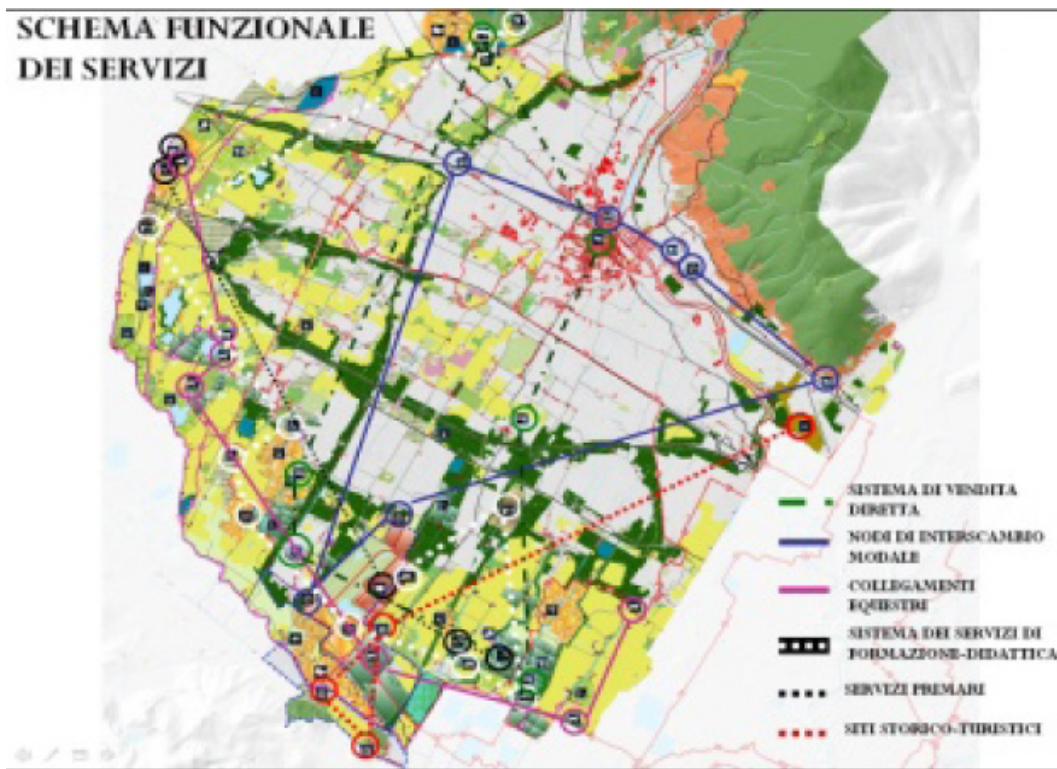 SCHEMA FUNZIONALE
DEI SERVIZI
SISTEMA DI VENDITA
DIRETTA
NODI DI INTERSCAMBIO
MODALE
COLLEGAMENTI
EQUESTRI
SISTEMA DEI SERVIZI DI
FORMAZIONE-DIDATTICA
SERVIZI PRIMARI
SITI STORICO-TURISTICI